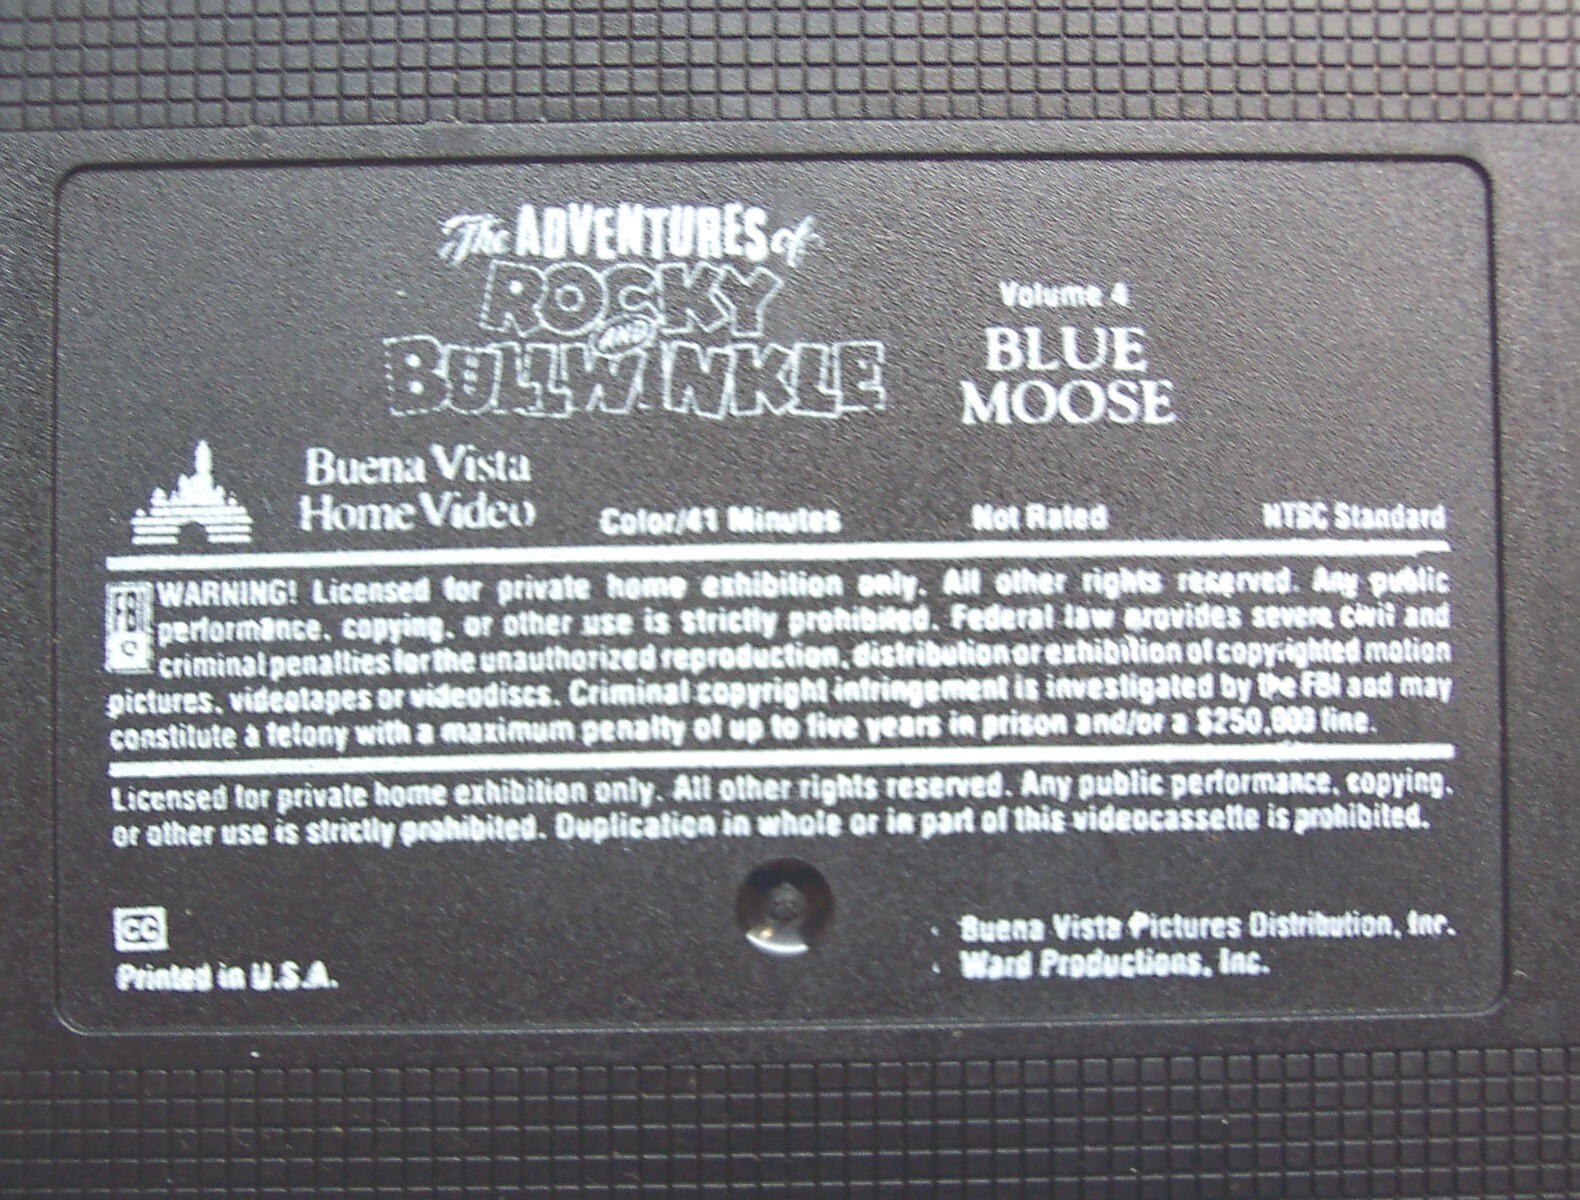 The ADVENTURES of
ROCKY
AND
BULLWINKLE
Volume 4
BLUE
MOOSE
Buena Vista
Home Video
Color/41 Minutes
Not Rated
NTSC Standard
FBI
WARNING! Licensed for private home exhibition only. All other rights reserved. Any public
performance, copying, or other use is strictly prohibited. Federal law provides severe civil and
criminal penalties for the unauthorized reproduction, distribution or exhibition of copyrighted motion
pictures, videotapes or videodiscs. Criminal copyright infringement is investigated by the FBI and may
constitute a felony with a maximum penalty of up to five years in prison and/or a $250,000 fine.
Licensed for private home exhibition only. All other rights reserved. Any public performance, copying,
or other use is strictly prohibited. Duplication in whole or in part of this videocassette is prohibited.
CC
Printed in U.S.A.
Buena Vista Pictures Distribution, Inc.
Ward Productions, Inc.